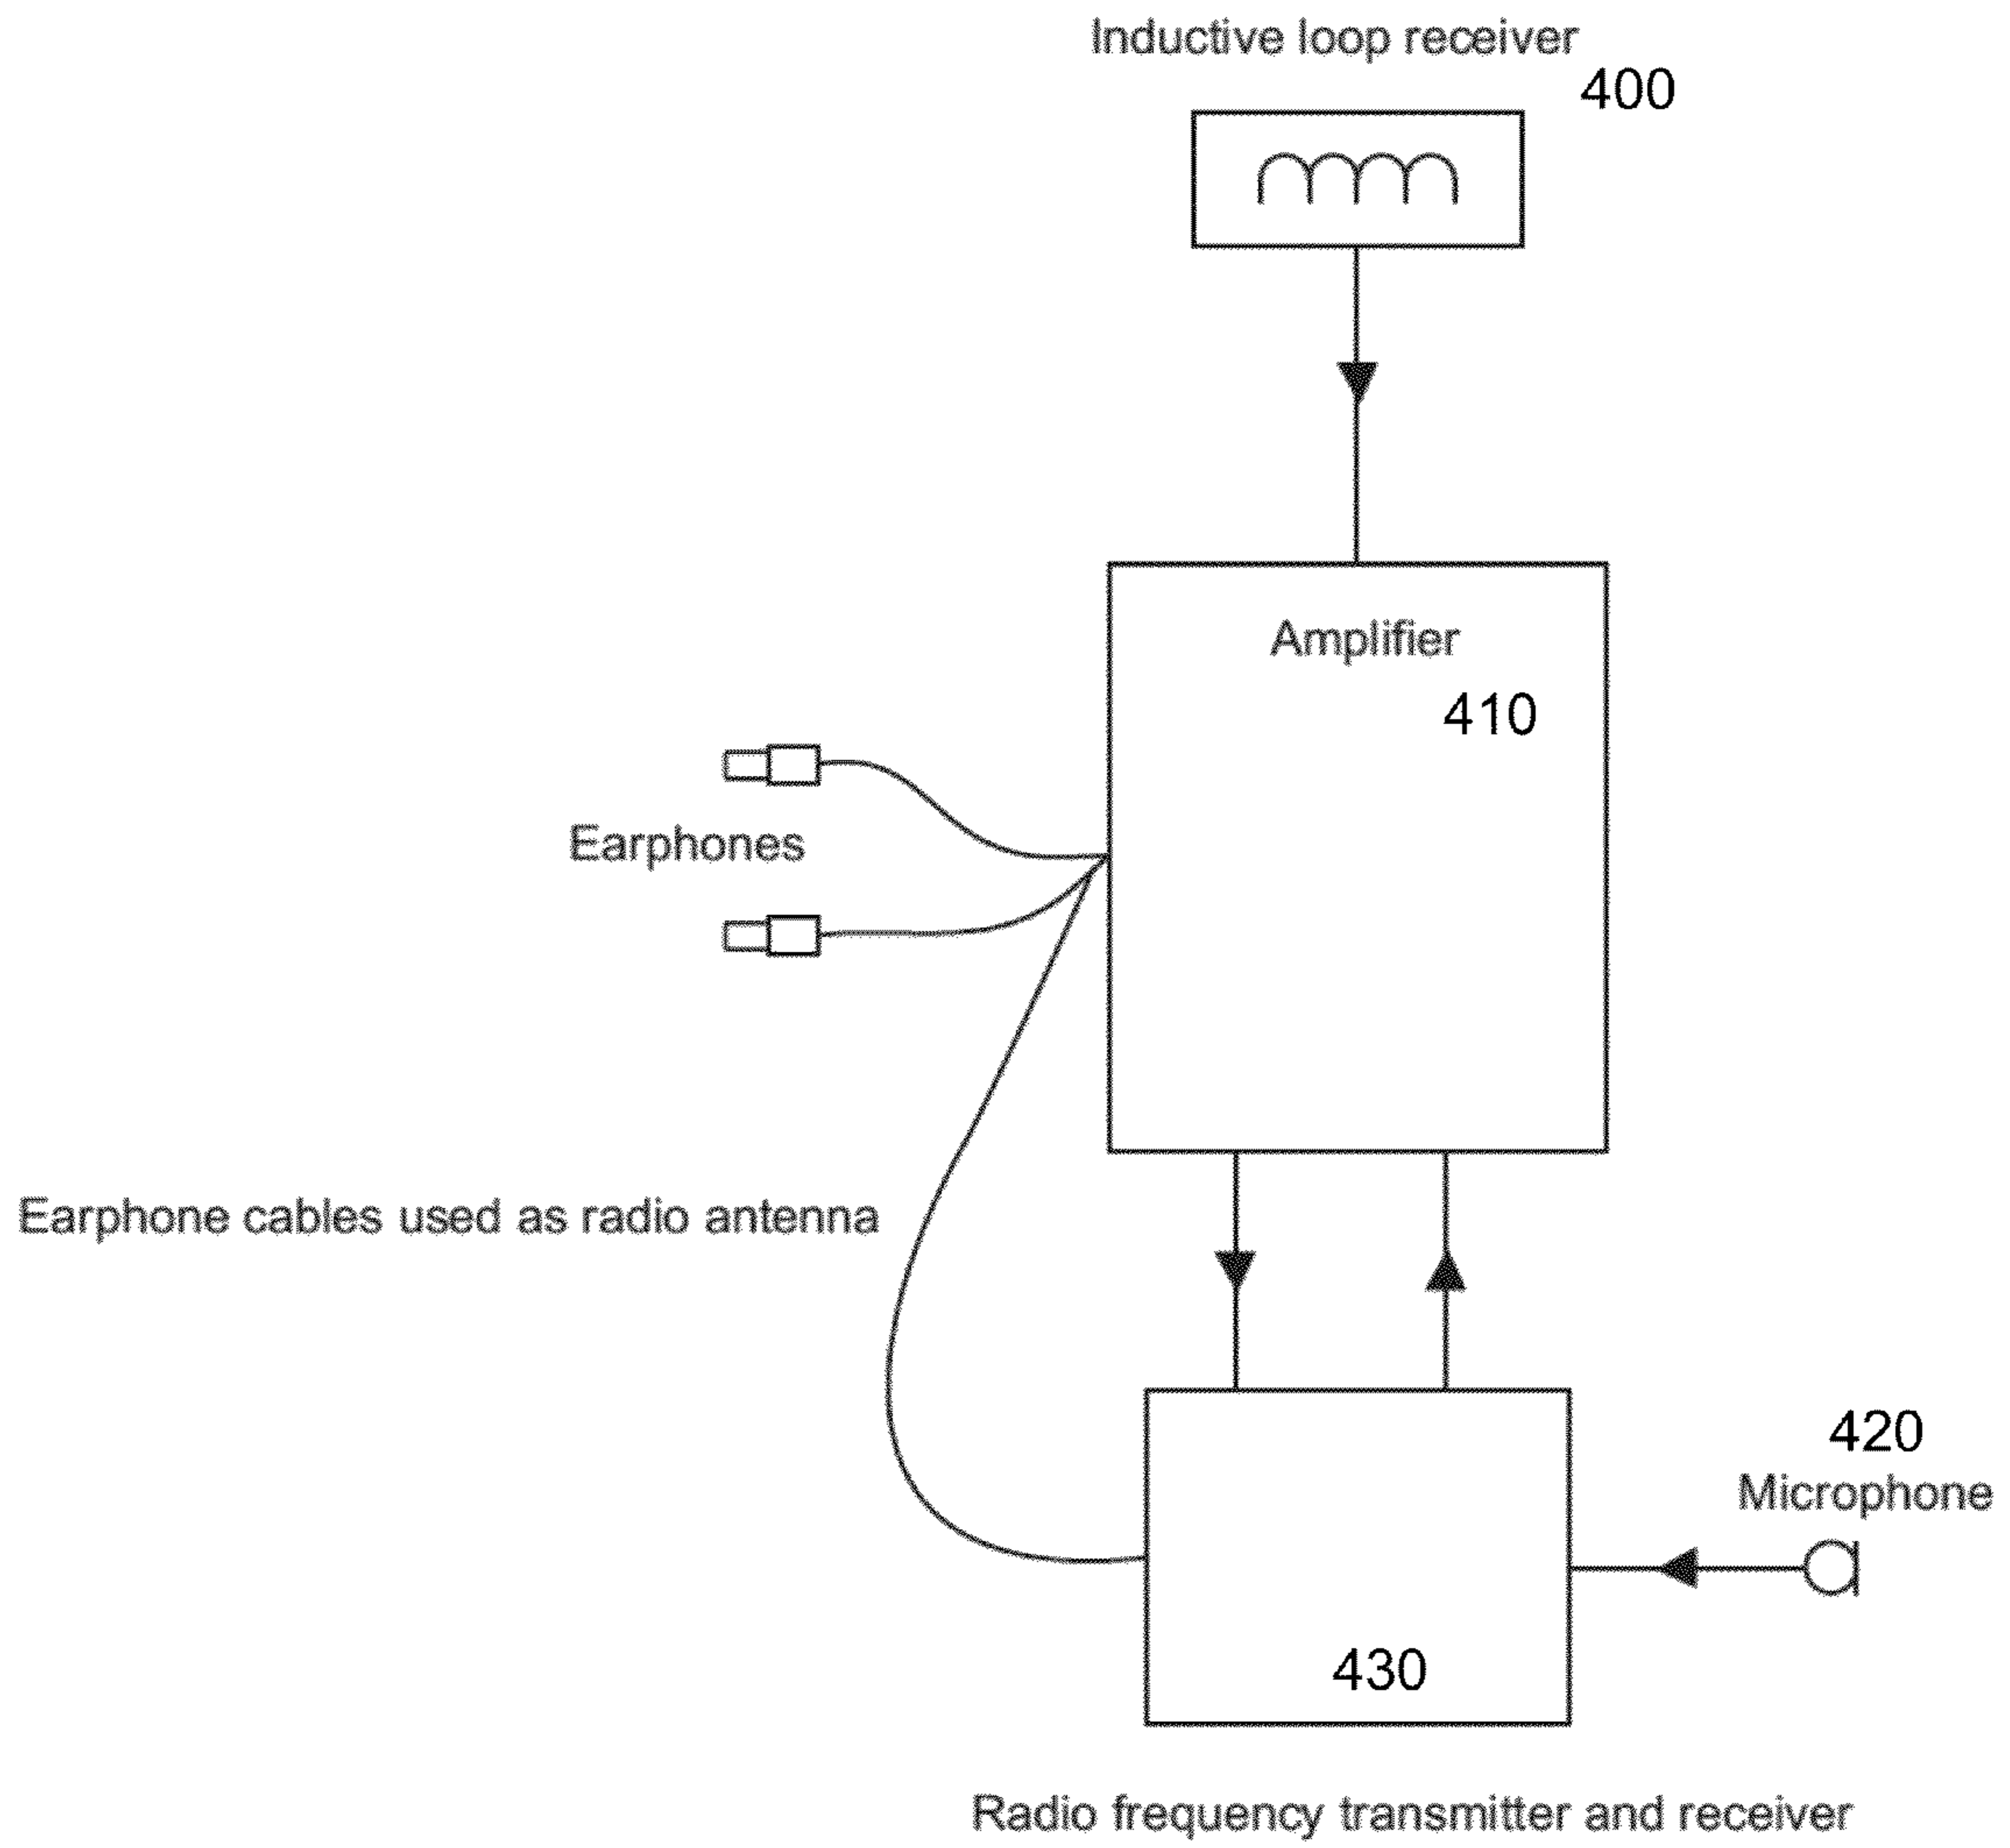 Inductive loop receiver
400
Amplifier
410
Earphones
Earphone cables used as radio antenna
420
Microphone
430
Radio frequency transmitter and receiver